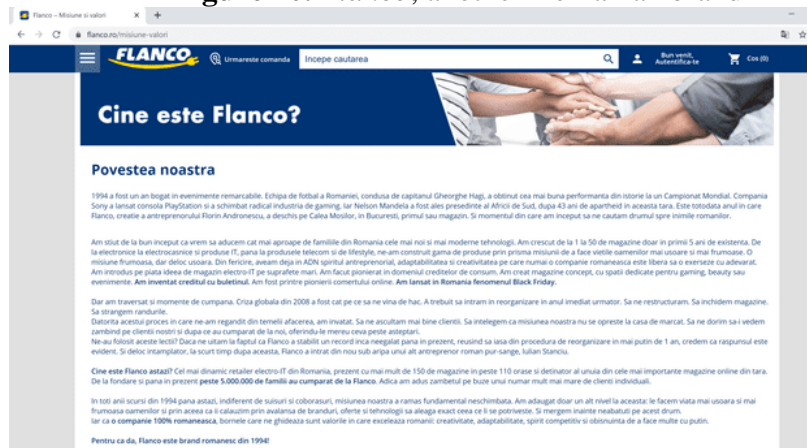 Flanco – Misiune si valori
flanco.ro/misiune-valori
FLANCO
Urmareste comanda
Incepe cautarea
Bun venit,
Autentifica-te
Cos (0)
Cine este Flanco?
Povestea noastra
1994 a fost un an bogat in evenimente remarcabile. Echipa de fotbal a Romaniei, condusa de capitanul Gheorghe Hagi, a obtinut cea mai buna performanta din istorie la un Campionat Mondial. Compania
Sony a lansat consola PlayStation si a schimbat radical industria de gaming. Iar Nelson Mandela a fost ales presedinte al Africii de Sud, dupa 43 ani de apartheid in aceasta tara. Este totodata anul in care
Flanco, creatie a antreprenorului Florin Andronescu, a deschis pe Calea Mosilor, in Bucuresti, primul sau magazin. Si momentul din care am inceput sa ne cautam drumul spre inimile romanilor.
Am stiut de la bun inceput ca vrem sa aducem cat mai aproape de familiile din Romania cele mai noi si mai moderne tehnologii. Am crescut de la 1 la 50 de magazine doar in primii 5 ani de existenta. De
la electronice la electrocasnice si produse IT, pana la produsele telecom si de lifestyle, ne-am construit gama de produse prin prisma misiunii de a face vietile oamenilor mai usoare si mai frumoase. O
misiune frumoasa, dar deloc usoara. Din fericire, aveam deja in ADN spiritul antreprenorial, adaptabilitatea si creativitatea pe care numai o companie romaneasca este libera sa o exerseze cu adevarat.
Am introdus pe piata ideea de magazin electro-IT pe suprafete mari. Am facut pionierat in domeniul creditelor de consum. Am creat magazine concept, cu spatii dedicate pentru gaming, beauty sau
evenimente. Am inventat creditul cu buletinul. Am fost printre pionierii comertului online. Am lansat in Romania fenomenul Black Friday.
Dar am traversat si momente de cumpana. Criza globala din 2008 a fost cat pe ce sa ne vina de hac. A trebuit sa intram in reorganizare in anul imediat urmator. Sa ne restructuram. Sa inchidem magazine.
Sa strangem randurile.
Datorita acestui proces in care ne-am regandit din temelii afacerea, am invatat. Sa ne ascultam mai bine clientii. Sa intelegem ca misiunea noastra nu se opreste la casa de marcat. Sa ne dorim sa-i vedem
zambind pe clientii nostri si dupa ce au cumparat de la noi, oferindu-le mereu ceva peste asteptari.
Ne-au folosit aceste lectii? Daca ne uitam la faptul ca Flanco a stabilit un record inca neegalat pana in prezent, reusind sa iasa din procedura de reorganizare in mai putin de 1 an, credem ca raspunsul este
evident. Si deloc intamplator, la scurt timp dupa aceasta, Flanco a intrat din nou sub aripa unui alt antreprenor roman pur-sange, Iulian Stanciu.
Cine este Flanco astazi? Cel mai dinamic retailer electro-IT din Romania, prezent cu mai mult de 150 de magazine in peste 110 orase si detinator al unuia din cele mai importante magazine online din tara.
De la fondare si pana in prezent peste 5.000.000 de familii au cumparat de la Flanco. Adica am adus zambetul pe buze unui numar mult mai mare de clienti individuali.
In toti anii scursi din 1994 pana astazi, indiferent de suisuri si coborasuri, misiunea noastra a ramas fundamental neschimbata. Am adaugat doar un alt nivel la aceasta: le facem viata mai usoara si mai
frumoasa oamenilor si prin aceea ca ii calauzim prin avalansa de branduri, oferte si tehnologii sa aleaga exact ceea ce li se potriveste. Si mergem inainte neabatuti pe acest drum.
Iar ca o companie 100% romaneasca, bornele care ne ghideaza sunt valorile in care exceleaza romanii: creativitate, adaptabilitate, spirit competitiv si obisnuinta de a face multe cu putin.
Pentru ca da, Flanco este brand romanesc din 1994!